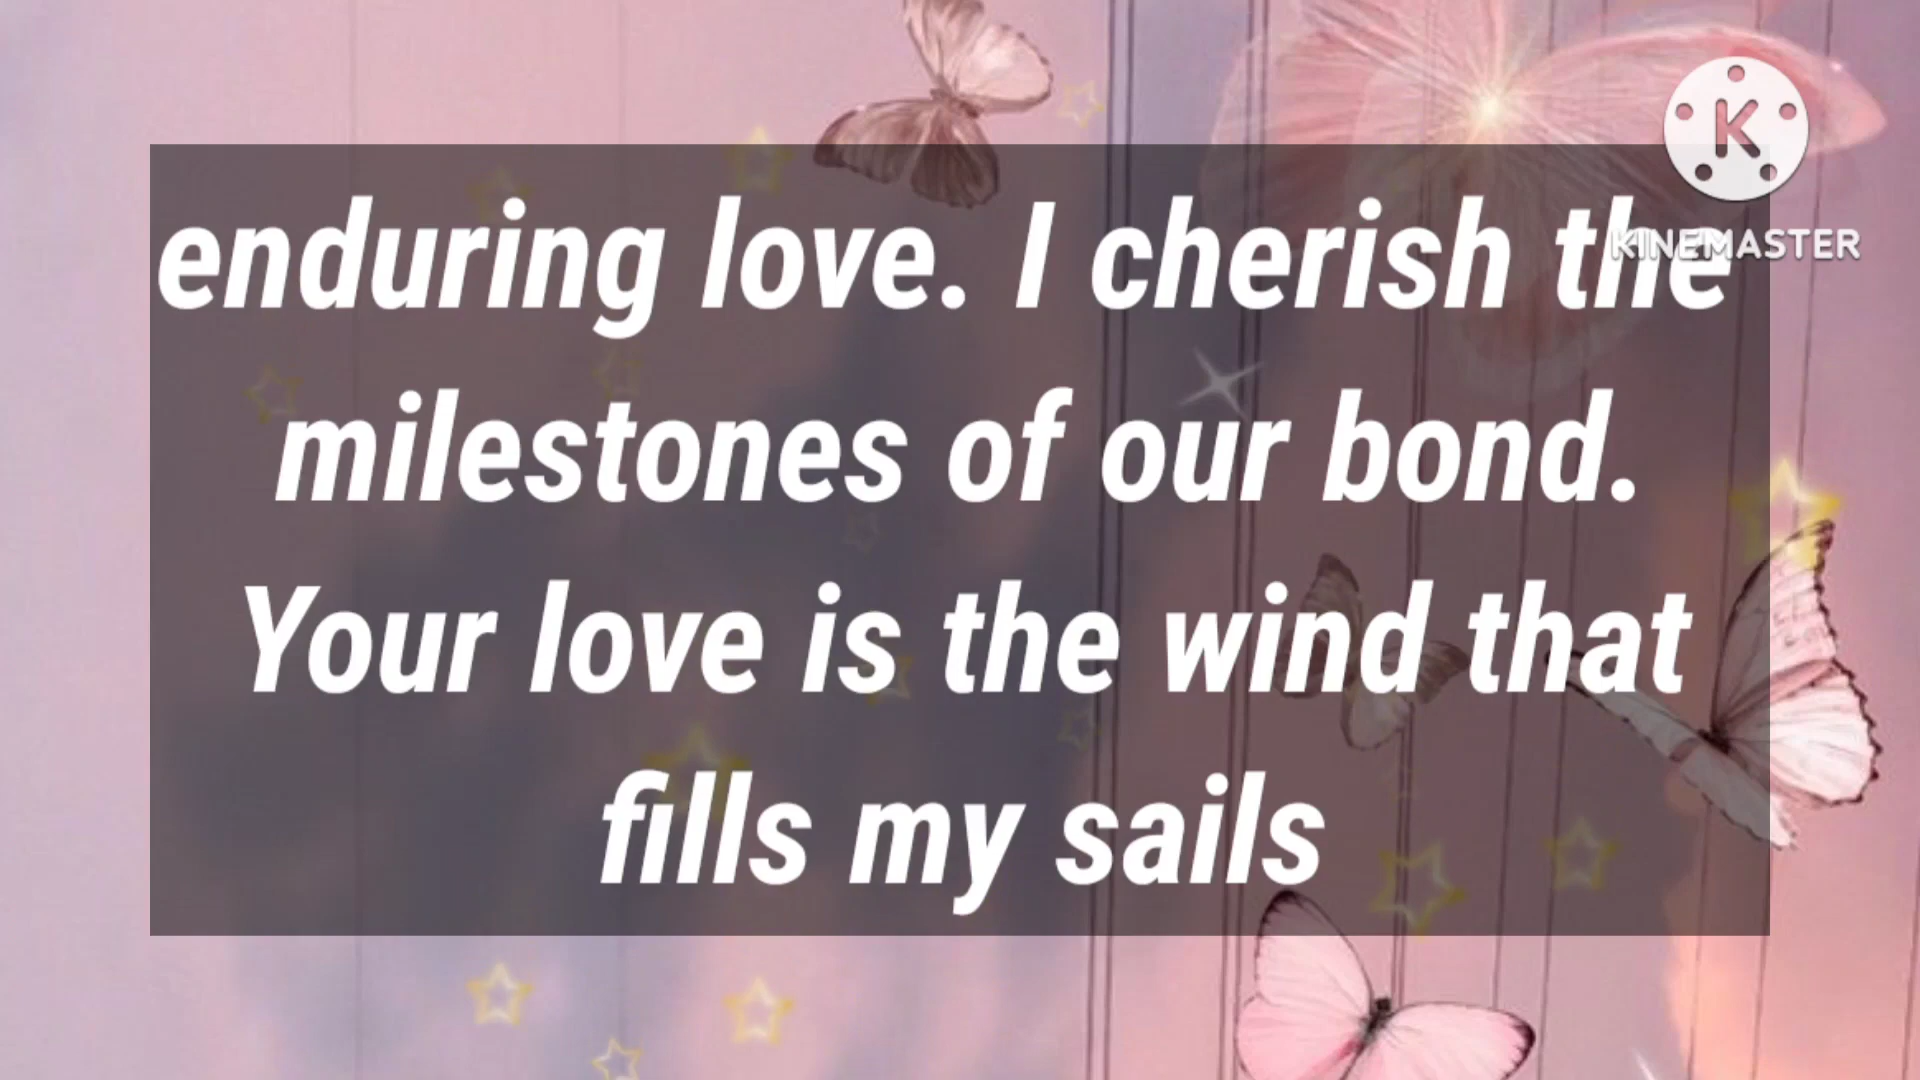 enduring love. I cherish the
milestones of our bond.
Your love is the wind that
fills my sails
K
KINEMASTER